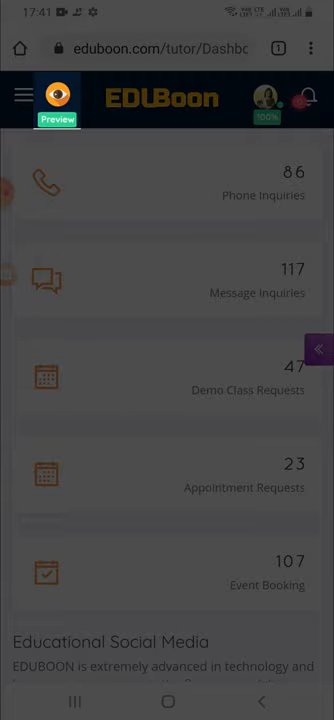 17:41
eduboon.com/tutor/Dashbc
1
Preview
EDUBoon
100%
86
Phone Inquiries
117
Message Inquiries
47
Demo Class Requests
23
Appointment Requests
107
Event Booking
Educational Social Media
EDUBOON is extremely advanced in technology and